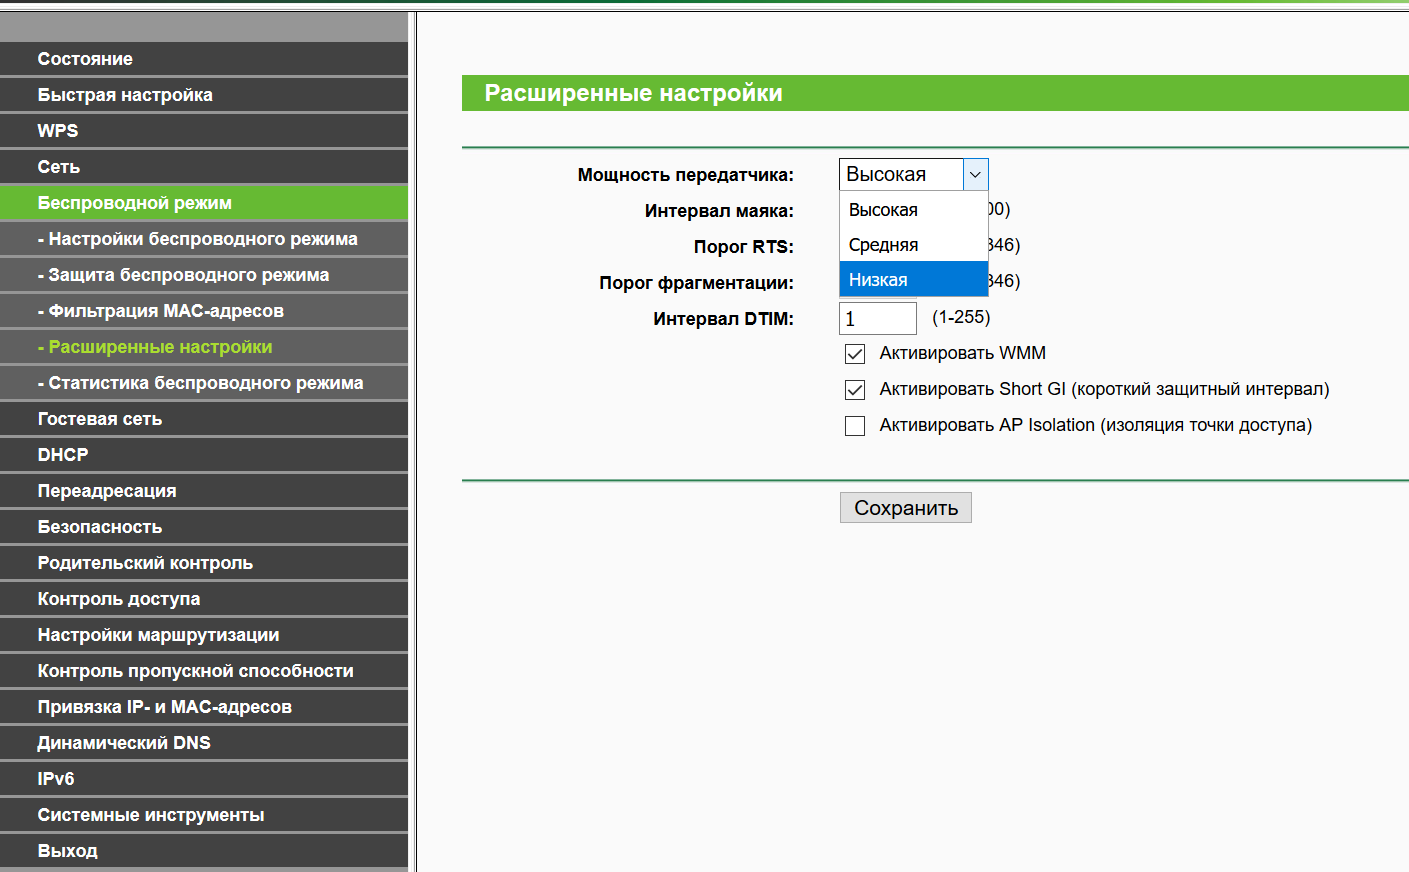 Состояние
Быстрая настройка
WPS
Сеть
Беспроводной режим
- Настройки беспроводного режима
- Защита беспроводного режима
- Фильтрация MAC-адресов
- Расширенные настройки
- Статистика беспроводного режима
Гостевая сеть
DHCP
Переадресация
Безопасность
Родительский контроль
Контроль доступа
Настройки маршрутизации
Контроль пропускной способности
Привязка IP- и MAC-адресов
Динамический DNS
IPv6
Системные инструменты
Выход
Расширенные настройки
Мощность передатчика: Высокая
Высокая
Средняя
Низкая
Интервал маяка: 00)
Порог RTS: 346)
Порог фрагментации: 346)
Интервал DTIM: 1 (1-255)
Активировать WMM
Активировать Short GI (короткий защитный интервал)
Активировать AP Isolation (изоляция точки доступа)
Сохранить